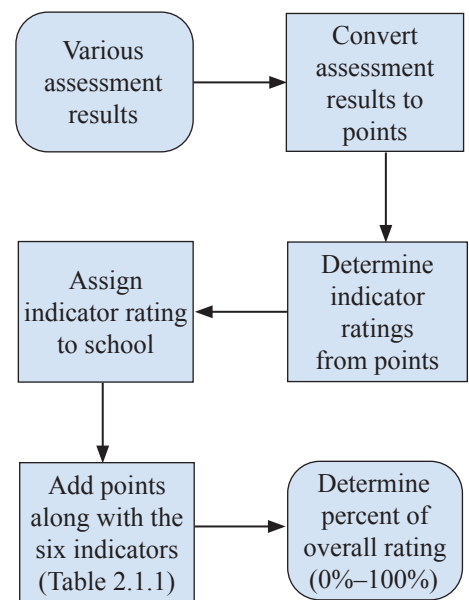 Various
assessment
results
Convert
assessment
results to
points
Determine
indicator
ratings
from points
Assign
indicator rating
to school
Add points
along with the
six indicators
(Table 2.1.1)
Determine
percent of
overall rating
(0%–100%)